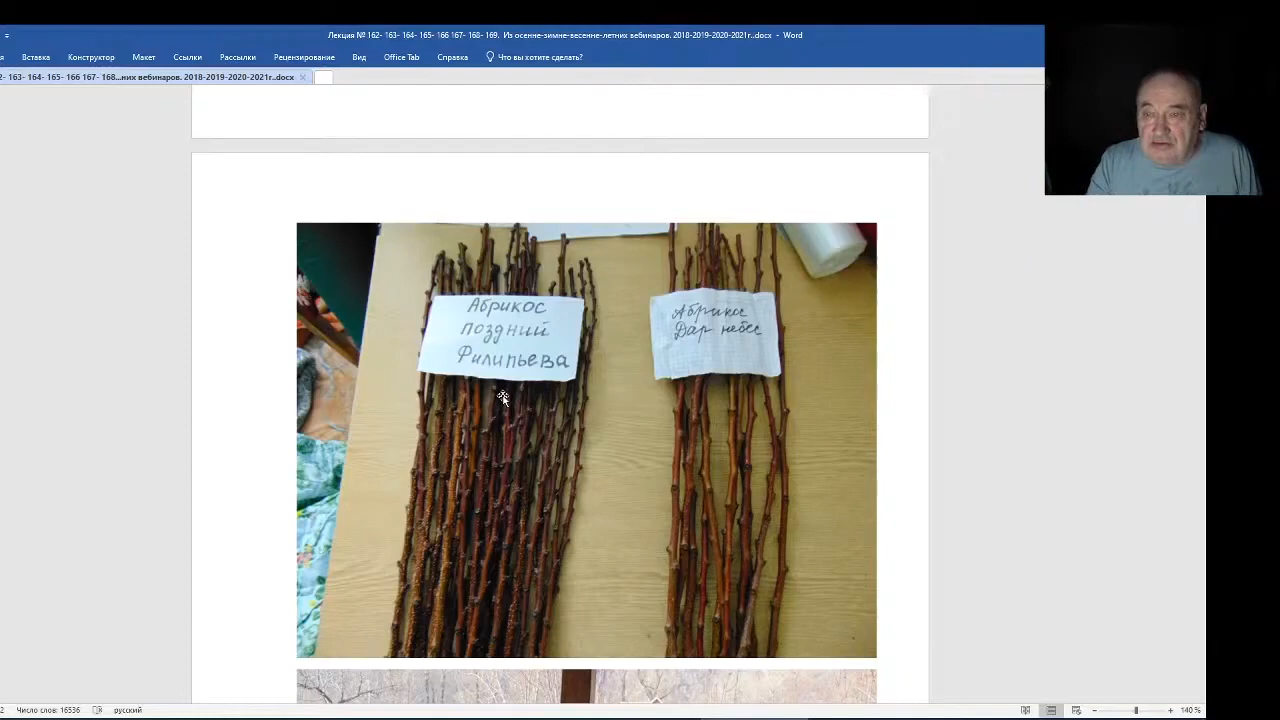 Лекция № 162- 163- 164- 165- 166 167- 168- 169. Из осенне-зимне-весенне-летних вебинаров. 2018-2019-2020-2021г..docx - Word
Вставка Конструктор Макет Ссылки Рассылки Рецензирование Вид Office Tab Справка Что вы хотите сделать?
2- 163- 164- 165- 166 167- 168...них вебинаров. 2018-2019-2020-2021г..docx
Абрикос
поздний
Филипьева
Абрикос
Дар небес
2 Число слов: 16536 русский 140 %